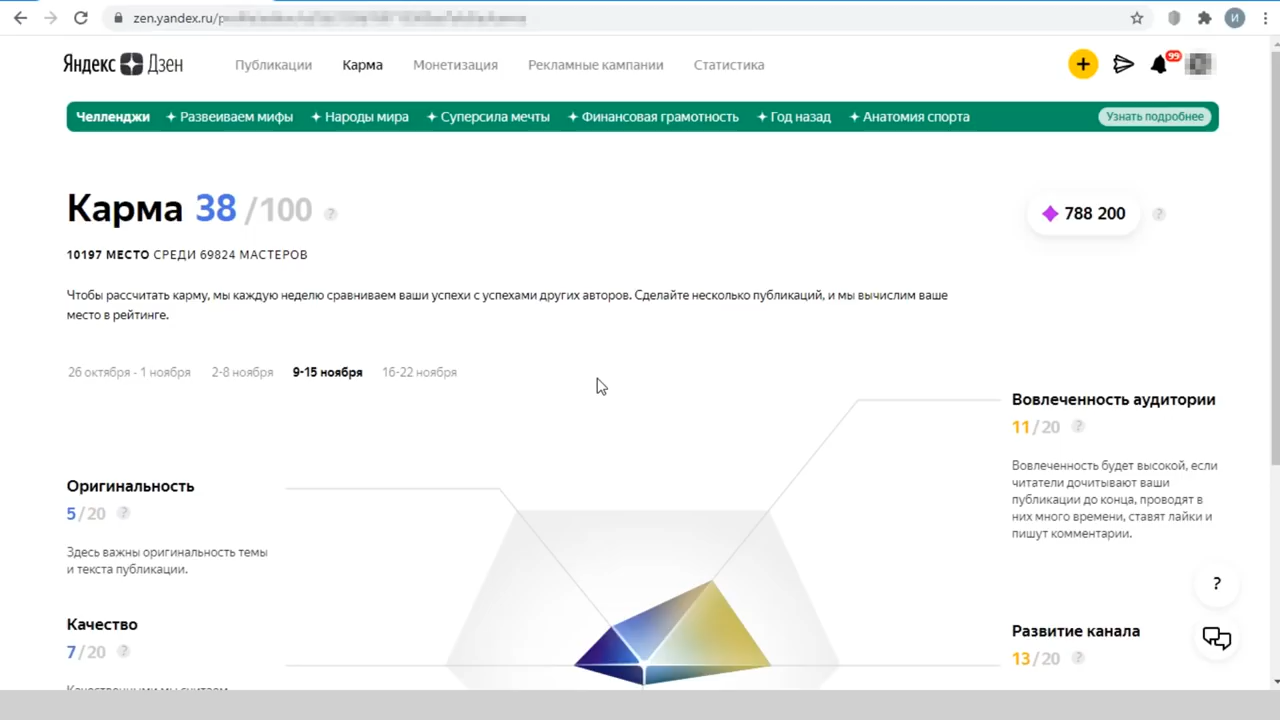 zen.yandex.ru/p
И
Яндекс Дзен
Публикации
Карма
Монетизация
Рекламные кампании
Статистика
99
Челленджи
Развеиваем мифы
Народы мира
Суперсила мечты
Финансовая грамотность
Год назад
Анатомия спорта
Узнать подробнее
Карма 38 /100 ?
788 200 ?
10197 МЕСТО СРЕДИ 69824 МАСТЕРОВ
Чтобы рассчитать карму, мы каждую неделю сравниваем ваши успехи с успехами других авторов. Сделайте несколько публикаций, и мы вычислим ваше
место в рейтинге.
26 октября - 1 ноября
2-8 ноября
9-15 ноября
16-22 ноября
Вовлеченность аудитории
11/20 ?
Вовлеченность будет высокой, если
читатели дочитывают ваши
публикации до конца, проводят в
них много времени, ставят лайки и
пишут комментарии.
Оригинальность
5/20 ?
Здесь важны оригинальность темы
и текста публикации.
Качество
7/20 ?
Качественными мы считаем
Развитие канала
13/20 ?
?